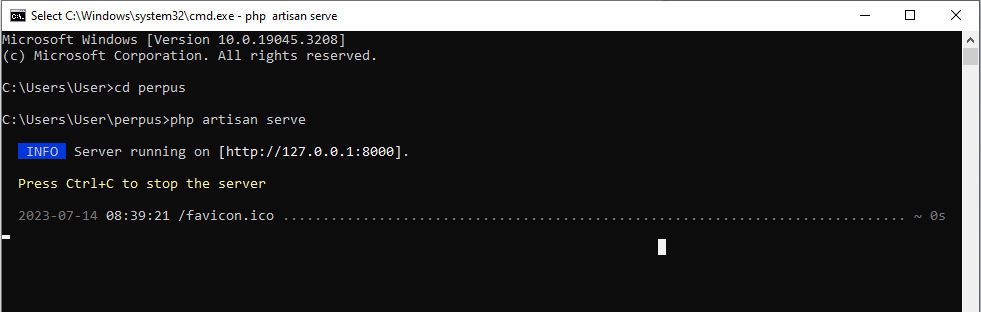 Select C:\Windows\system32\cmd.exe - php  artisan serve
Microsoft Windows [Version 10.0.19045.3208]
(c) Microsoft Corporation. All rights reserved.
C:\Users\User>cd perpus
C:\Users\User\perpus>php artisan serve
INFO  Server running on [http://127.0.0.1:8000].
Press Ctrl+C to stop the server
2023-07-14 08:39:21 /favicon.ico .............................................................................. ~ 0s